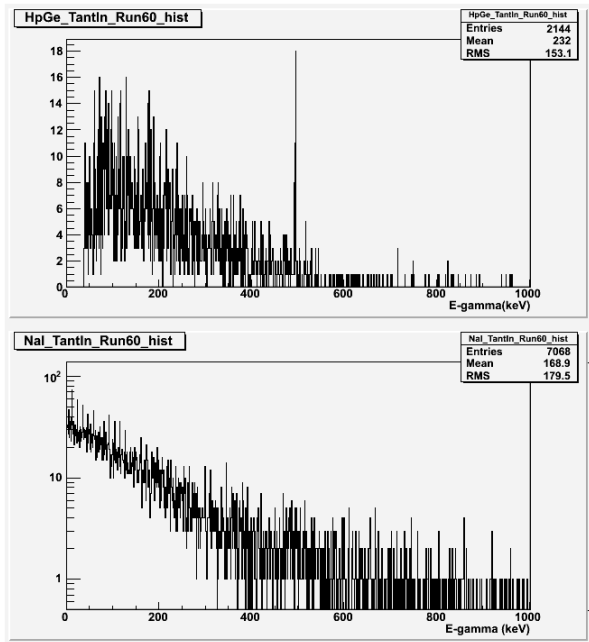 HpGe_TantIn_Run60_hist
HpGe_TantIn_Run60_hist
Entries 2144
Mean 232
RMS 153.1
18
16
14
12
10
8
6
4
2
0
0 200 400 600 800 1000
E-gamma(keV)
NaI_TantIn_Run60_hist
NaI_TantIn_Run60_hist
Entries 7068
Mean 168.9
RMS 179.5
10²
10
1
0 200 400 600 800 1000
E-gamma (keV)